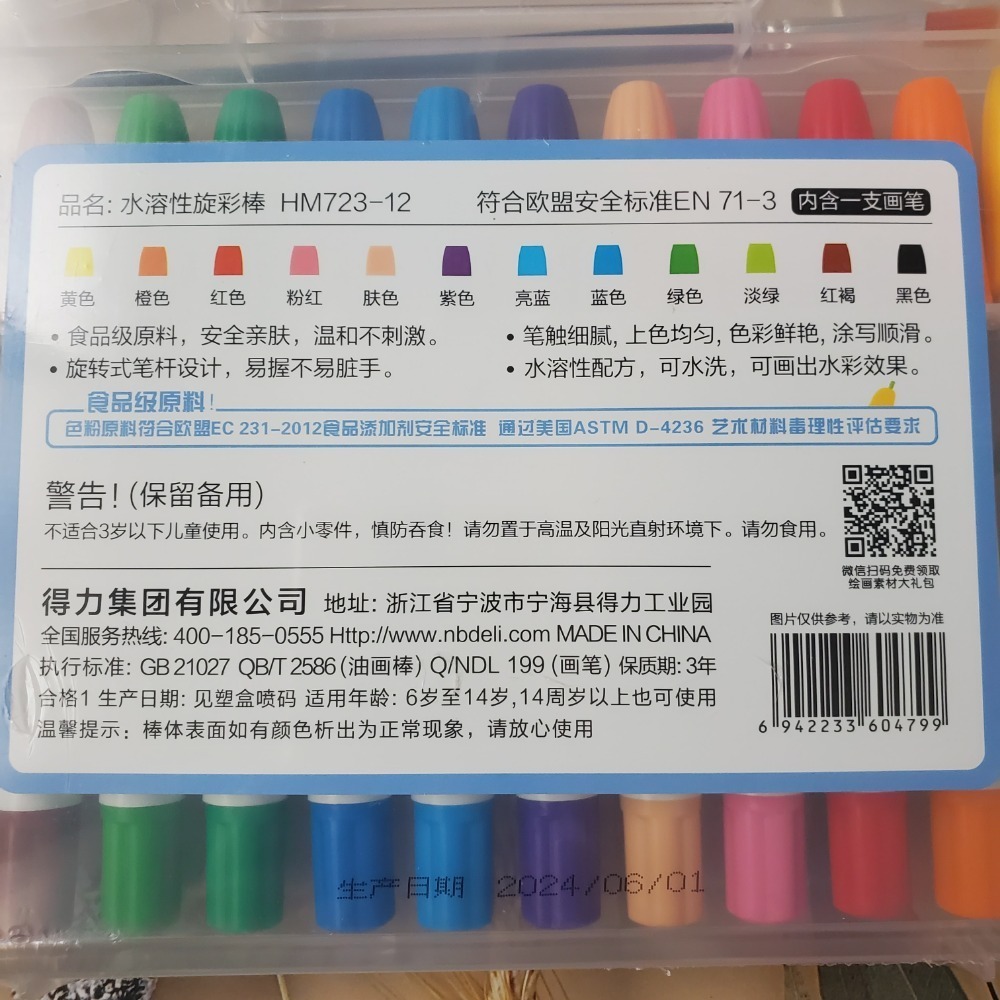 品名: 水溶性旋彩棒 HM723-12 符合欧盟安全标准EN 71-3 内含一支画笔
黄色 橙色 红色 粉红 肤色 紫色 亮蓝 蓝色 绿色 淡绿 红褐 黑色
• 食品级原料，安全亲肤，温和不刺激。
• 旋转式笔杆设计，易握不易脏手。
• 笔触细腻, 上色均匀, 色彩鲜艳, 涂写顺滑。
• 水溶性配方，可水洗，可画出水彩效果。
食品级原料!
色粉原料符合欧盟EC 231-2012食品添加剂安全标准 通过美国ASTM D-4236 艺术材料毒理性评估要求
警告! (保留备用)
不适合3岁以下儿童使用。内含小零件，慎防吞食! 请勿置于高温及阳光直射环境下。请勿食用。
微信扫码免费领取
绘画素材大礼包
得力集团有限公司 地址: 浙江省宁波市宁海县得力工业园
全国服务热线: 400-185-0555 Http://www.nbdeli.com MADE IN CHINA
执行标准: GB 21027 QB/T 2586 (油画棒) Q/NDL 199 (画笔) 保质期: 3年
合格1 生产日期: 见塑盒喷码 适用年龄: 6岁至14岁,14周岁以上也可使用
温馨提示: 棒体表面如有颜色析出为正常现象，请放心使用
图片仅供参考，请以实物为准
6 942233 604799
生产日期 2024/06/01